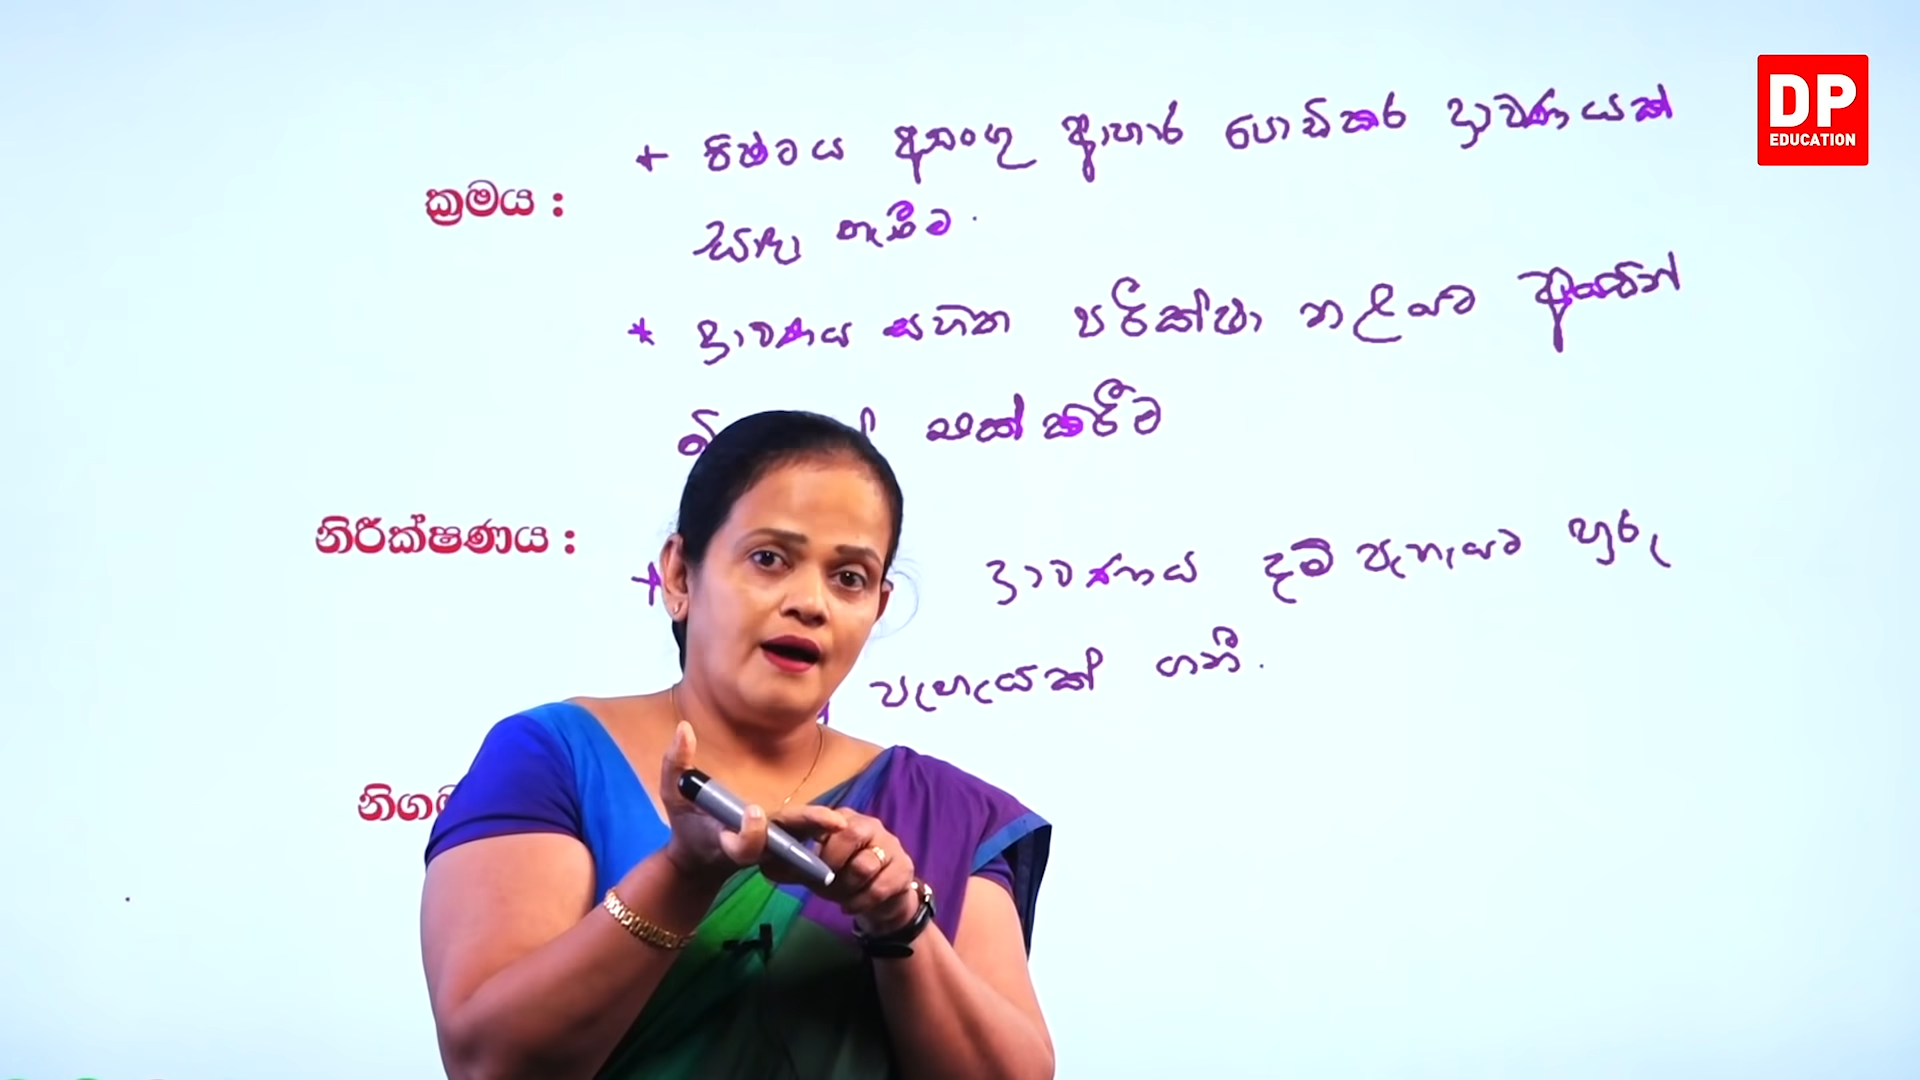 DP
EDUCATION
ක්‍රමය :
+ පිෂ්ටය අඩංගු ආහාර පොඩිකර ද්‍රාවණයක්
සාදා ගැනීම.
* ද්‍රාවණය සහිත පරීක්ෂා නළයට අයඩින්
එක් කිරීම
නිරීක්ෂණය :
+ ද්‍රාවණය දම් පැහැයට හුරු
පැහැයක් ගනී.